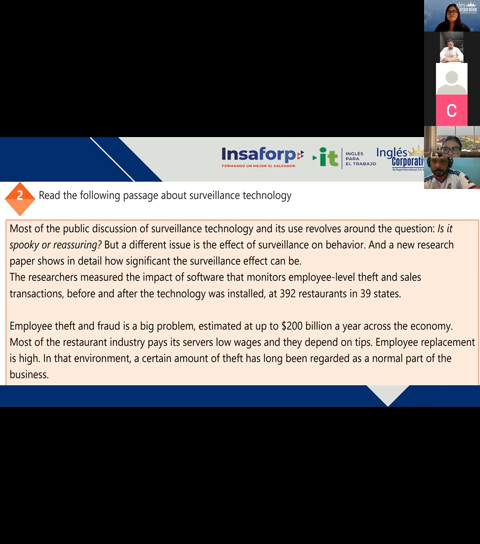 Insaforp
FORMANDO UN MEJOR EL SALVADOR
it
INGLÉS
PARA
EL TRABAJO
Inglés
Corporati
C
2
Read the following passage about surveillance technology
Most of the public discussion of surveillance technology and its use revolves around the question: Is it
spooky or reassuring? But a different issue is the effect of surveillance on behavior. And a new research
paper shows in detail how significant the surveillance effect can be.
The researchers measured the impact of software that monitors employee-level theft and sales
transactions, before and after the technology was installed, at 392 restaurants in 39 states.
Employee theft and fraud is a big problem, estimated at up to $200 billion a year across the economy.
Most of the restaurant industry pays its servers low wages and they depend on tips. Employee replacement
is high. In that environment, a certain amount of theft has long been regarded as a normal part of the
business.